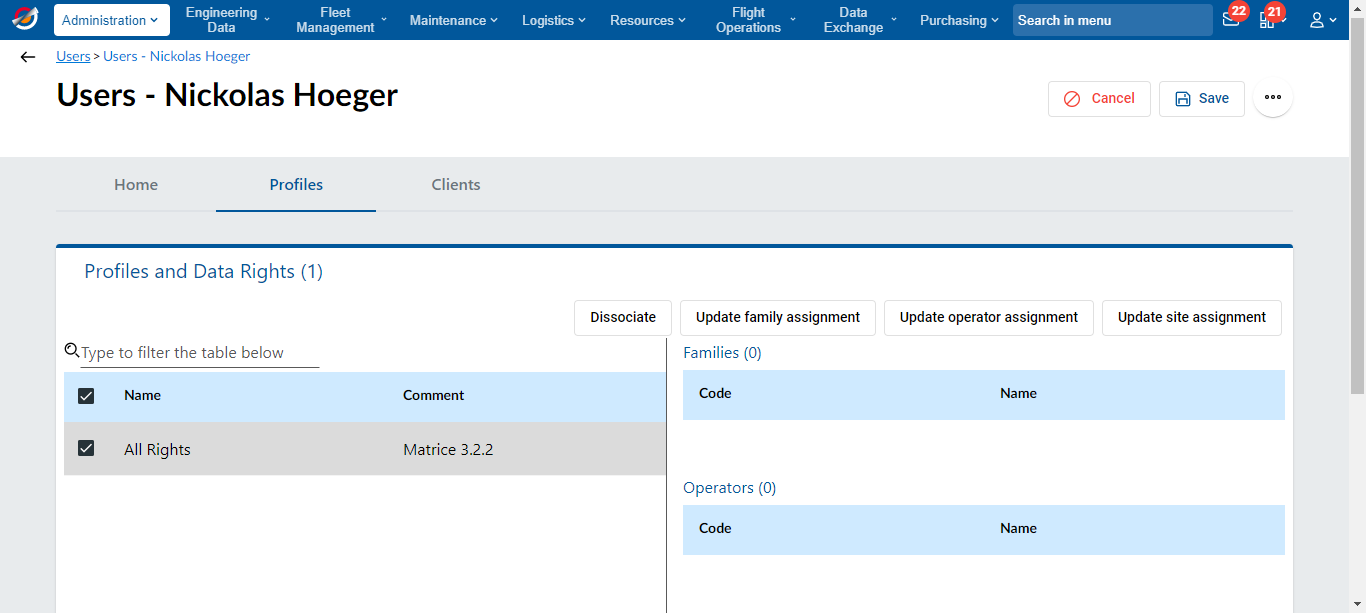 Administration
Engineering
Data
Fleet
Management
Maintenance
Logistics
Resources
Flight
Operations
Data
Exchange
Purchasing
Search in menu
22
21
Users > Users - Nickolas Hoeger
Users - Nickolas Hoeger
Cancel
Save
Home
Profiles
Clients
Profiles and Data Rights (1)
Dissociate
Update family assignment
Update operator assignment
Update site assignment
Type to filter the table below
Name
Comment
All Rights
Matrice 3.2.2
Families (0)
Code
Name
Operators (0)
Code
Name